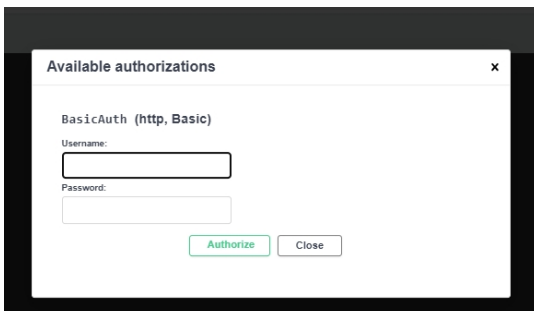 Available authorizations x
BasicAuth (http, Basic)
Username:
Password:
Authorize Close